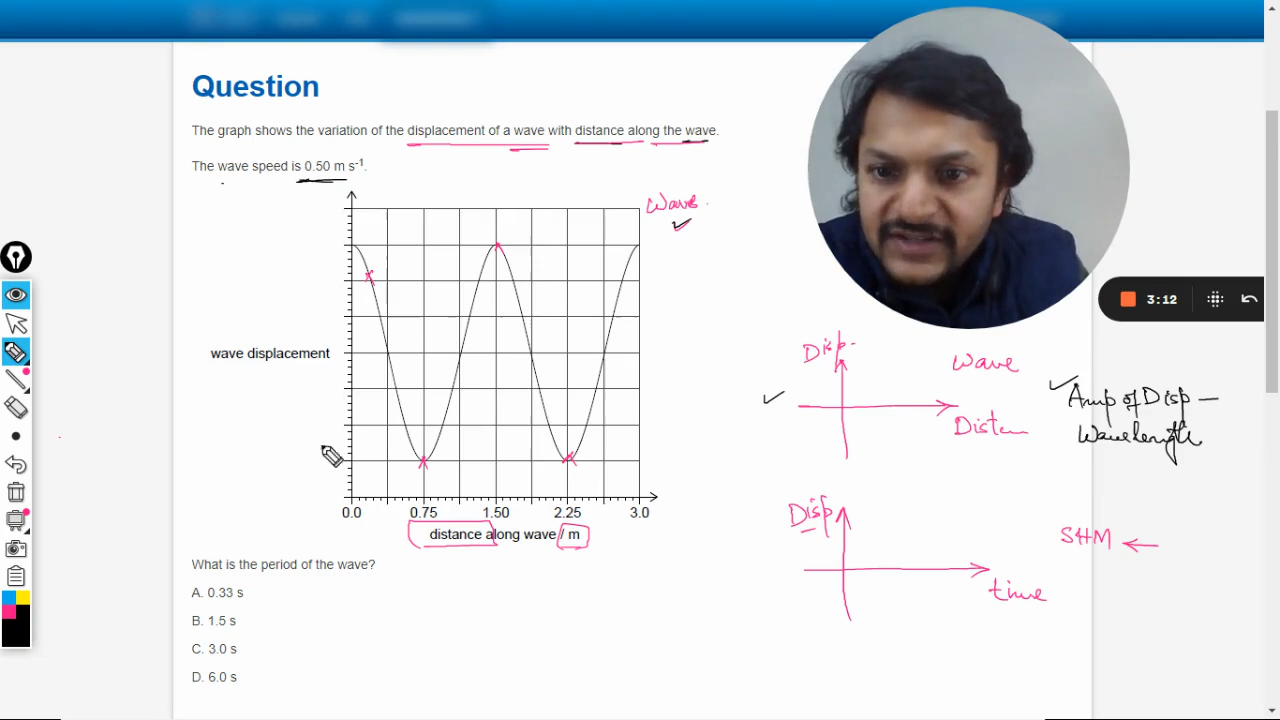 Question
The graph shows the variation of the displacement of a wave with distance along the wave.
The wave speed is 0.50 m s⁻¹.
Wave
3:12
wave displacement
Disp.
Wave
Disten
Amp of Disp —
Wavelength
0.0 0.75 1.50 2.25 3.0
distance along wave / m
Disp
SHM
time
What is the period of the wave?
A. 0.33 s
B. 1.5 s
C. 3.0 s
D. 6.0 s